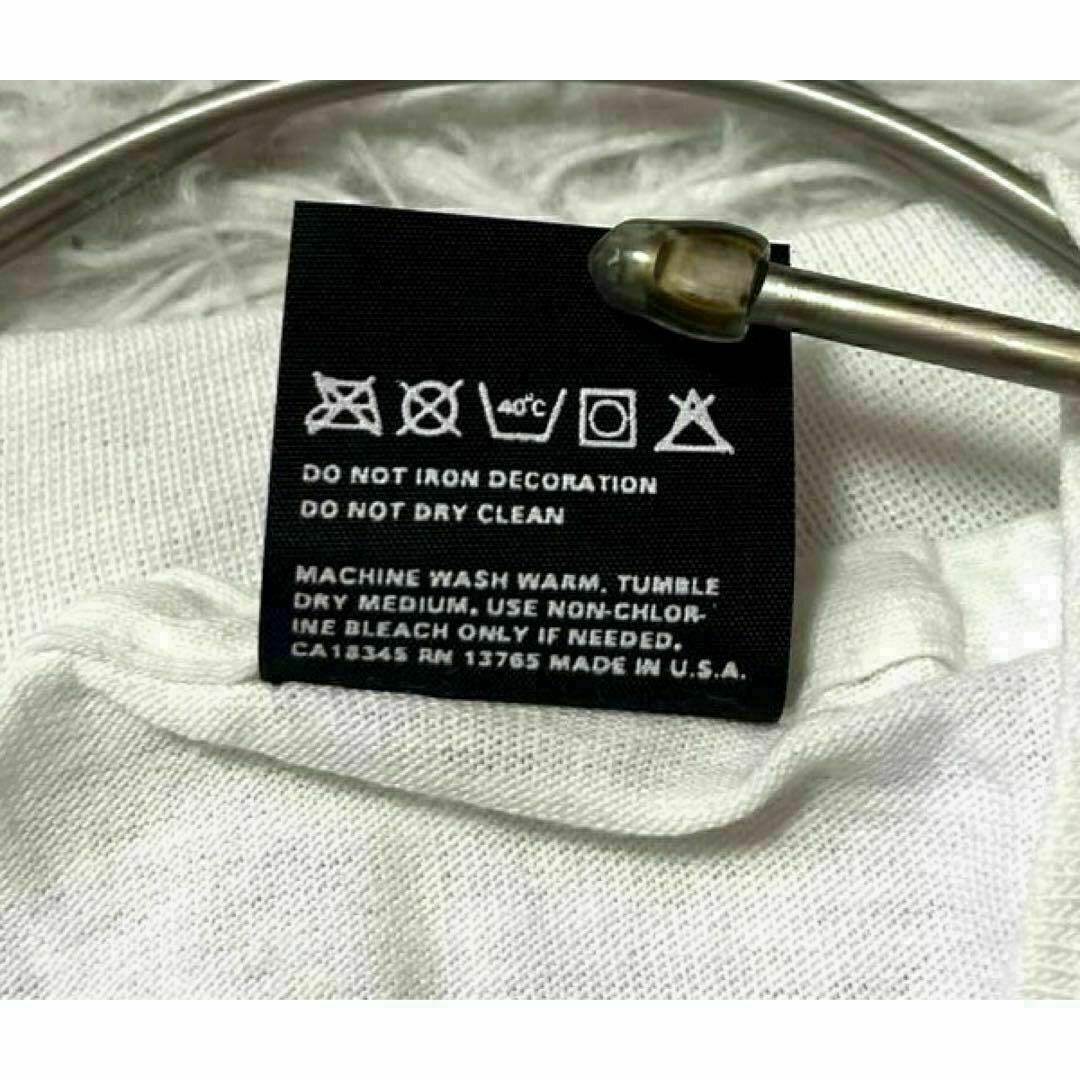 40°C
DO NOT IRON DECORATION
DO NOT DRY CLEAN
MACHINE WASH WARM. TUMBLE
DRY MEDIUM. USE NON-CHLOR-
INE BLEACH ONLY IF NEEDED.
CA18345 RN 13765 MADE IN U.S.A.